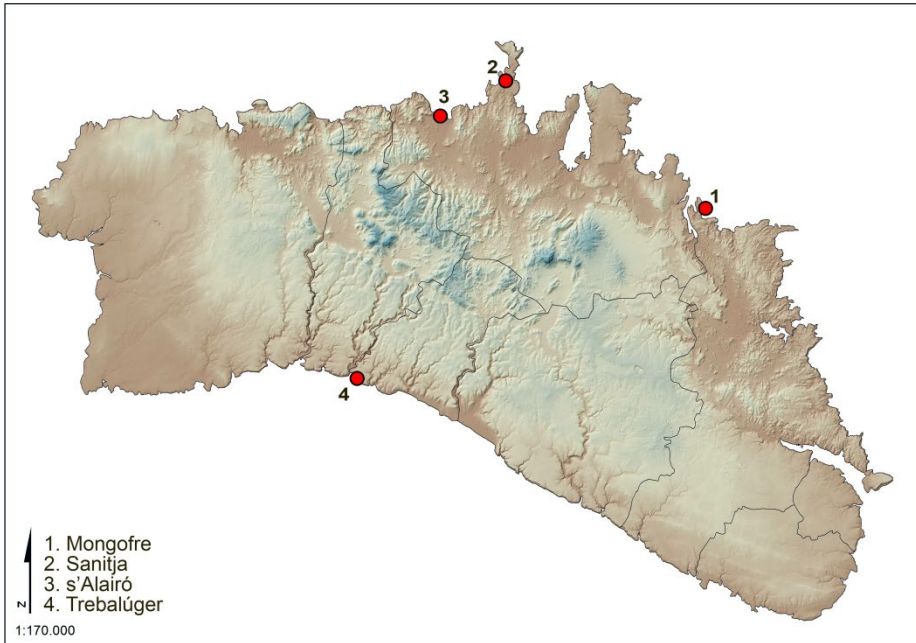 2
3
1
4
1. Mongofre
2. Sanitja
3. s'Alairó
4. Trebalúger
N
1:170.000